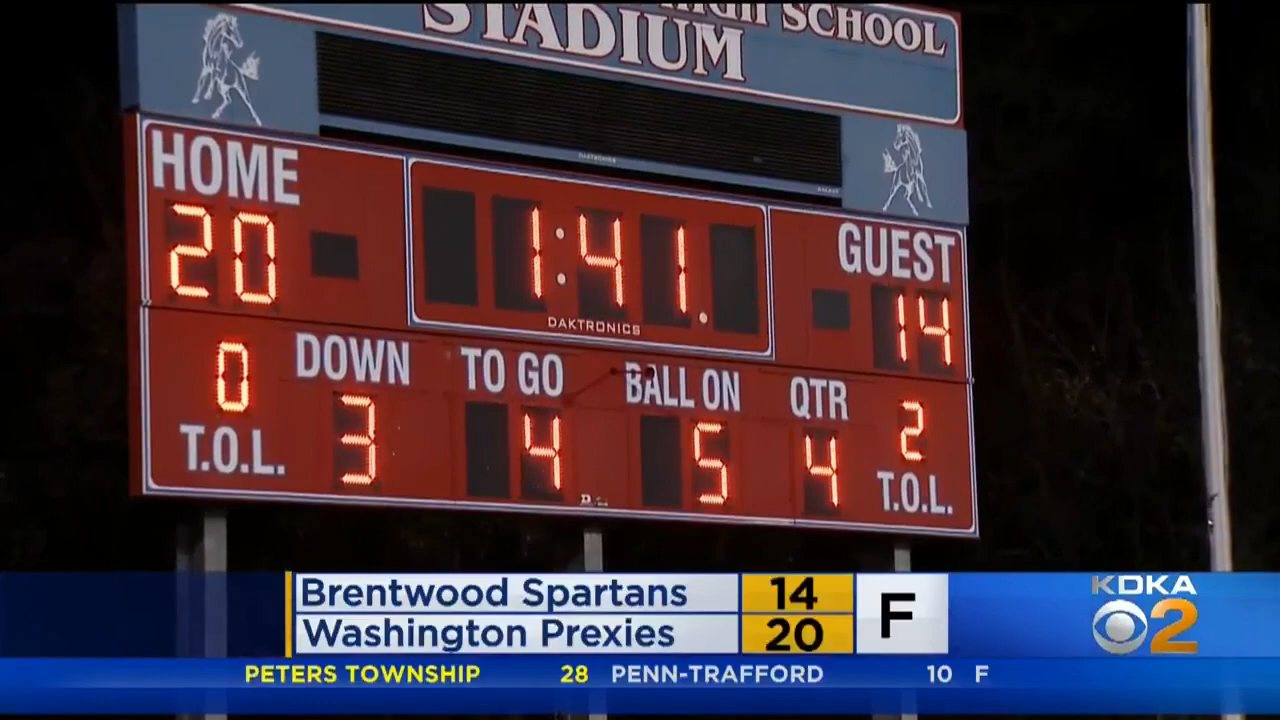 HIGH SCHOOL
STADIUM
HOME
20
1:41.
DAKTRONICS
GUEST
14
0
T.O.L.
DOWN
3
TO GO
4
BALL ON
5
QTR
4
2
T.O.L.
Brentwood Spartans 14
Washington Prexies 20
F
KDKA
2
PETERS TOWNSHIP 28 PENN-TRAFFORD 10 F